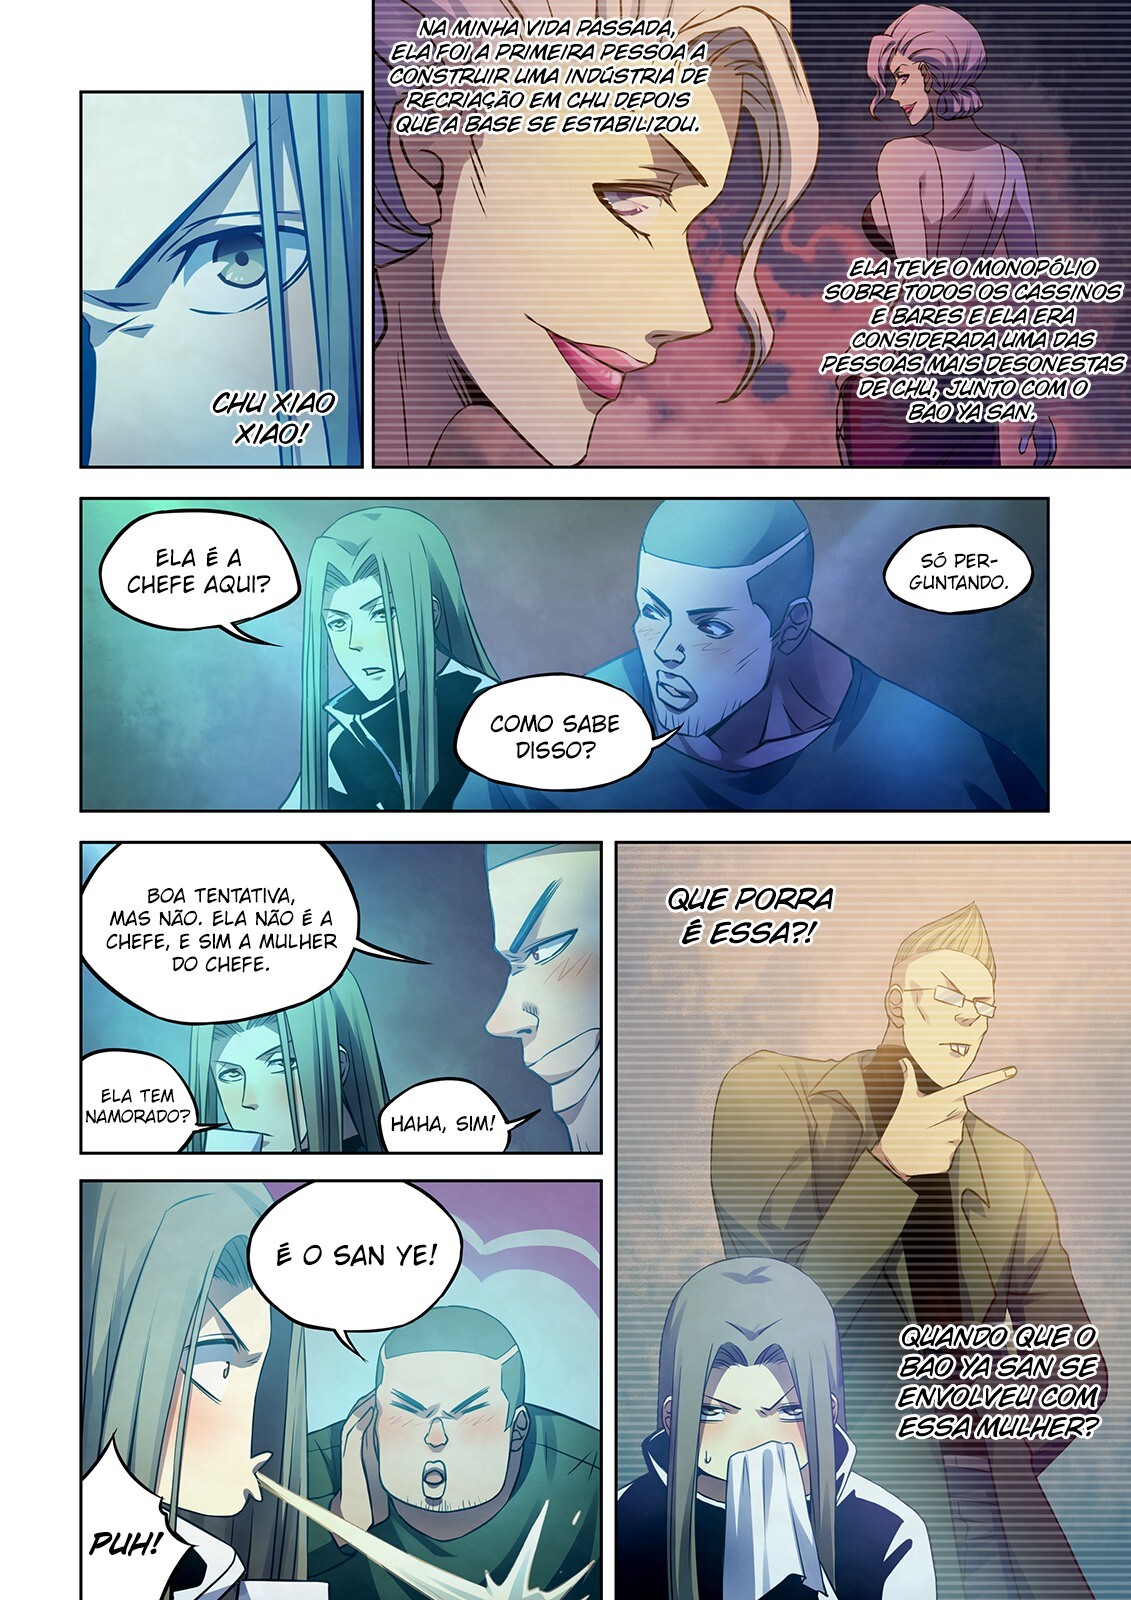 CHU XIAO
XIAO!
NA MINHA VIDA PASSADA,
ELA FOI A PRIMEIRA PESSOA A
CONSTRUIR UMA INDÚSTRIA DE
RECRIAÇÃO EM CHU DEPOIS
QUE A BASE SE ESTABILIZOU.
ELA TEVE O MONOPÓLIO
SOBRE TODOS OS CASSINOS
E BARES E ELA ERA
CONSIDERADA UMA DAS
PESSOAS MAIS DESONESTAS
DE CHU, JUNTO COM O
BAO YA SAN.
ELA É A
CHEFE AQUI?
COMO SABE
DISSO?
SÓ PER-
GUNTANDO.
BOA TENTATIVA,
MAS NÃO. ELA NÃO É A
CHEFE, E SIM A MULHER
DO CHEFE.
ELA TEM
NAMORADO?
HAHA, SIM!
É O SAN YE!
PUH!
QUE PORRA
É ESSA?!
QUANDO QUE O
BAO YA SAN SE
ENVOLVEU COM
ESSA MULHER?